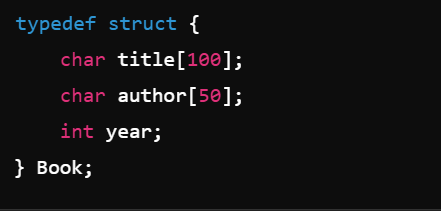 typedef struct {
    char title[100];
    char author[50];
    int year;
} Book;